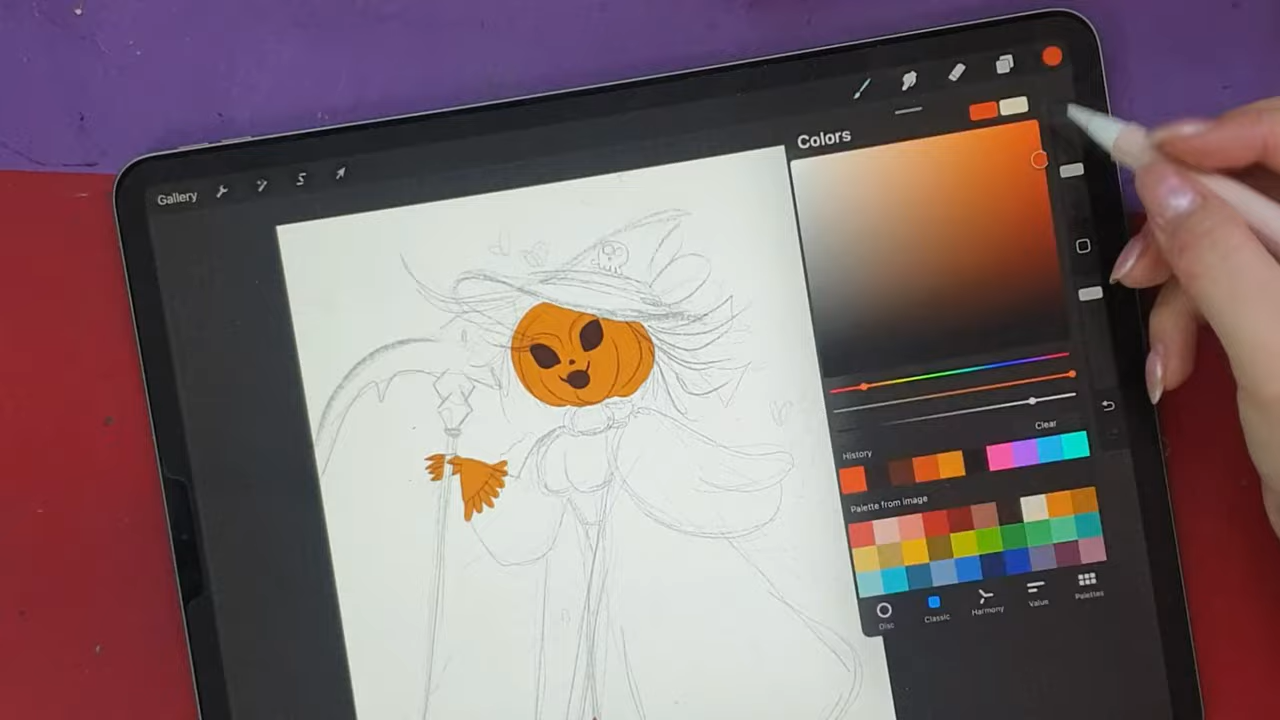 Gallery
Colors
Clear
History
Palette from image
Disc
Classic
Harmony
Value
Palettes